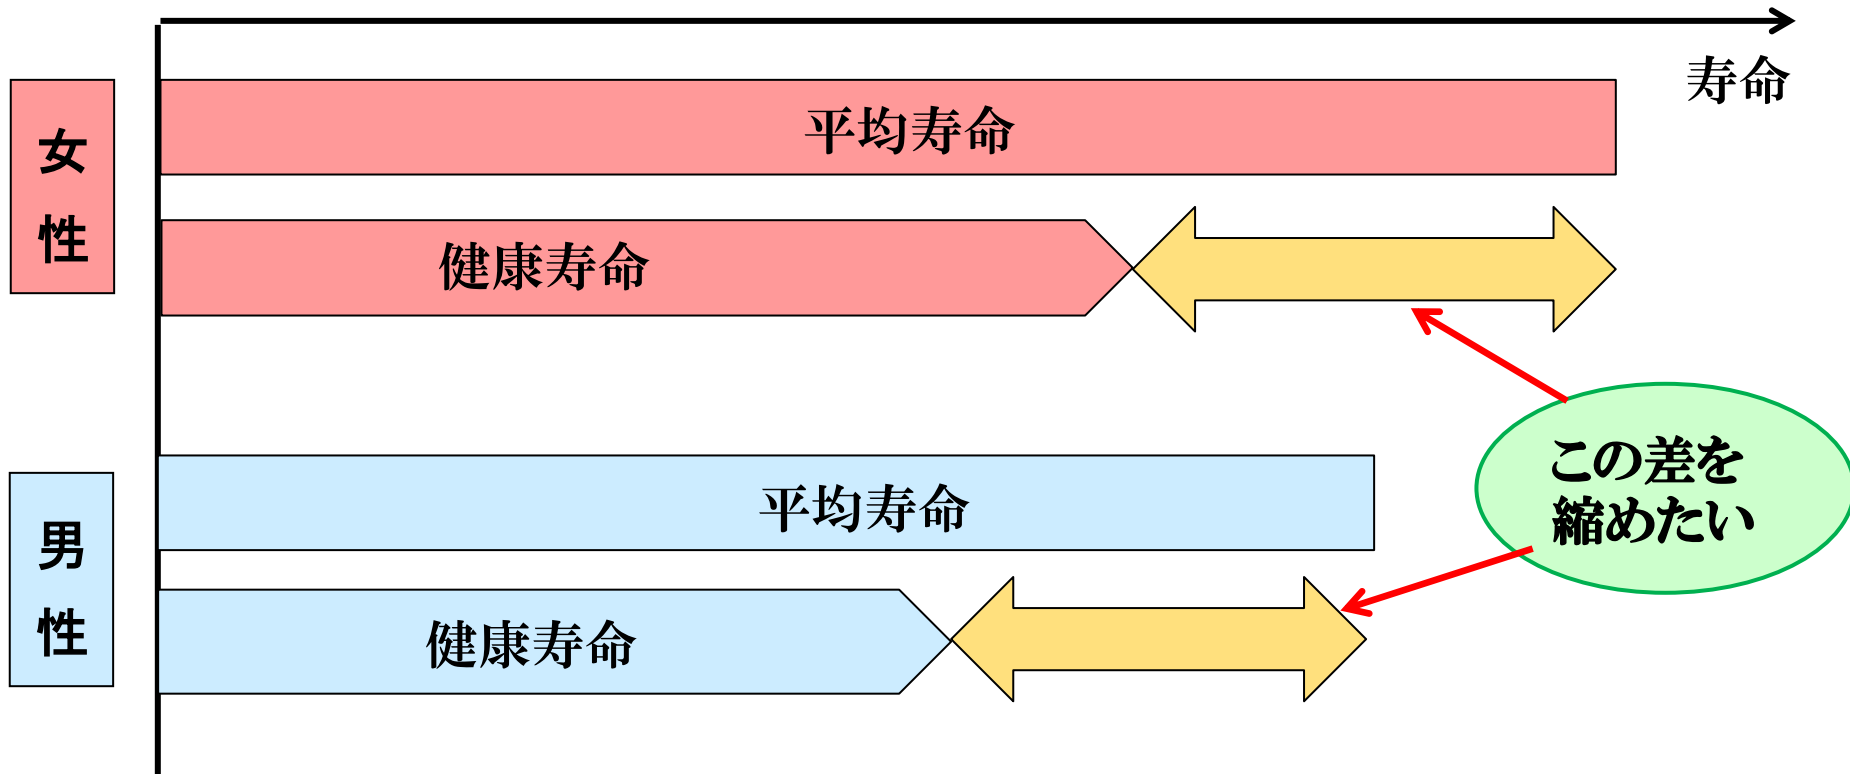 寿命
女性
平均寿命
健康寿命
この差を
縮めたい
男性
平均寿命
健康寿命